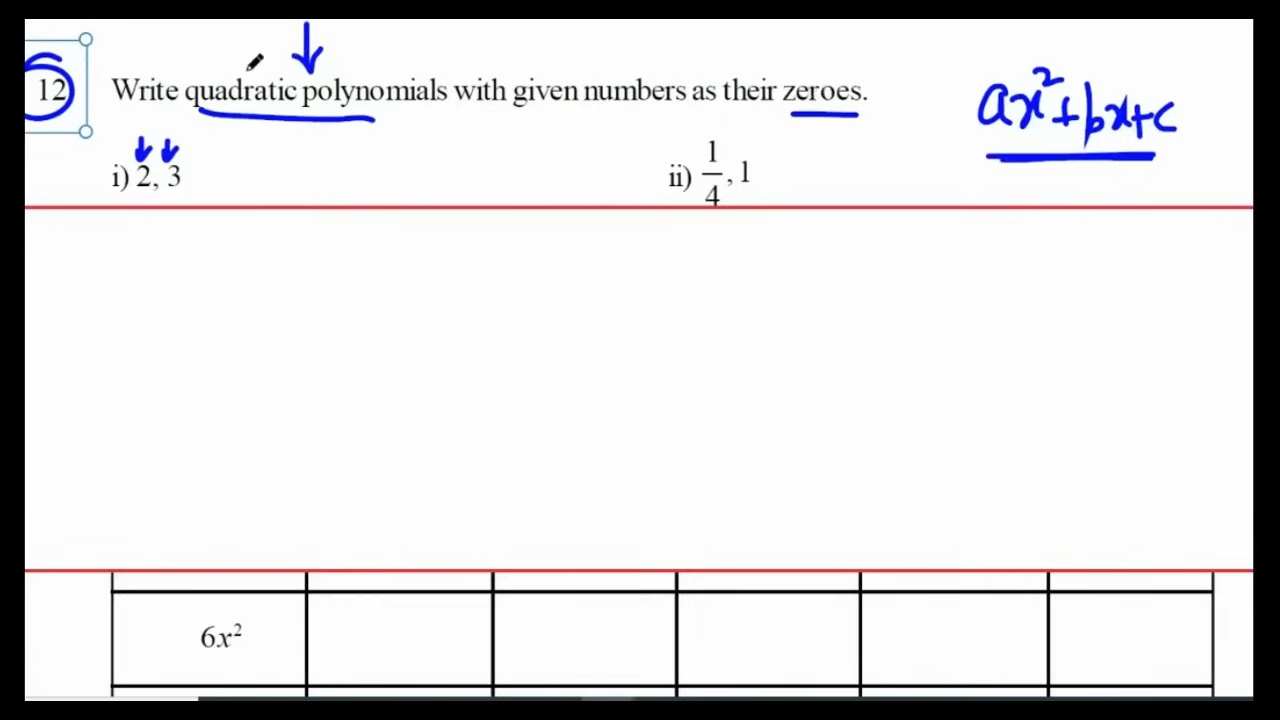 12 Write quadratic polynomials with given numbers as their zeroes.
ax²+bx+c
i) 2, 3 ii) 1/4, 1
6x²